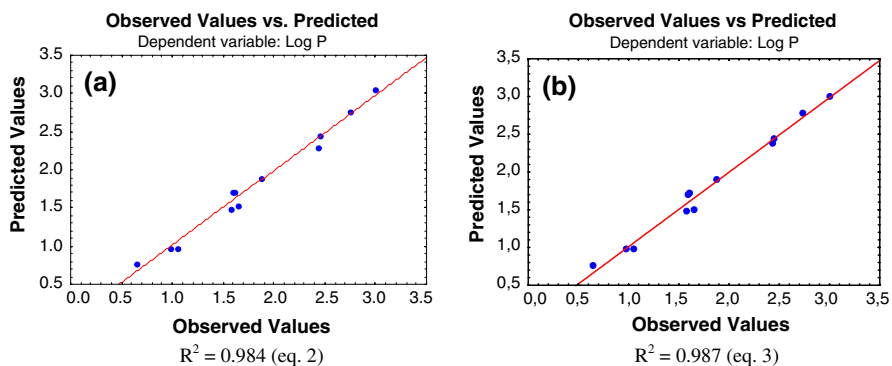 Observed Values vs. Predicted
Dependent variable: Log P
(a)
3.5
3.0
2.5
2.0
1.5
1.0
0.5
Predicted Values
0.0 0.5 1.0 1.5 2.0 2.5 3.0 3.5
Observed Values
R² = 0.984 (eq. 2)
Observed Values vs Predicted
Dependent variable: Log P
(b)
3,5
3,0
2,5
2,0
1,5
1,0
0,5
Predicted Values
0,0 0,5 1,0 1,5 2,0 2,5 3,0 3,5
Observed Values
R² = 0.987 (eq. 3)